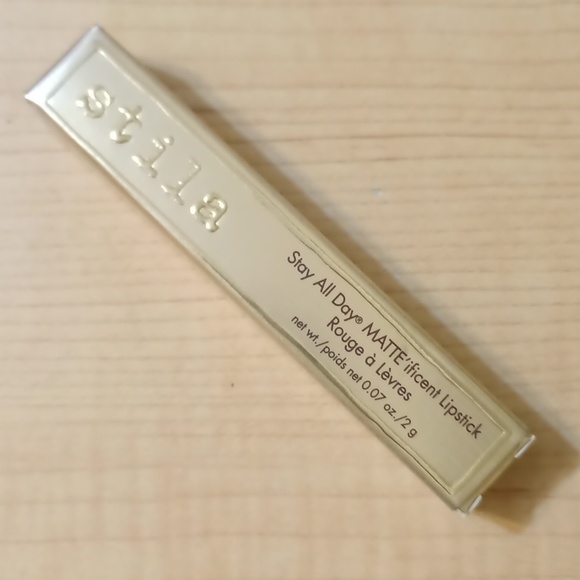 stila
Stay All Day® MATTE'ificent Lipstick
Rouge à Lèvres
net wt./poids net 0.07 oz./2 g